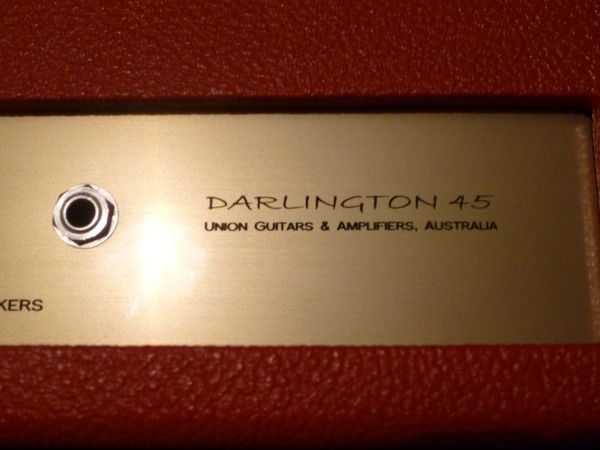 DARLINGTON 45
UNION GUITARS & AMPLIFIERS, AUSTRALIA
KERS